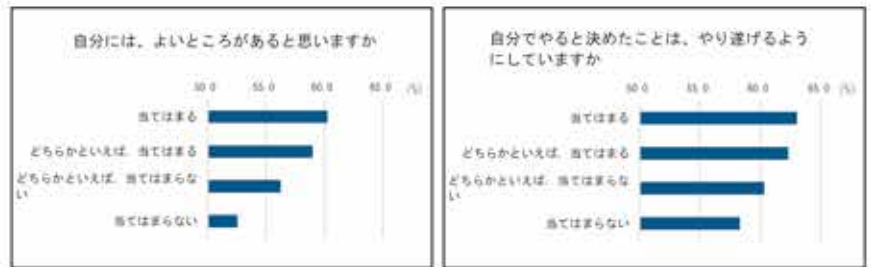 自分には、よいところがあると思いますか
50.0 55.0 60.0 65.0 (%)
当てはまる
どちらかといえば、当てはまる
どちらかといえば、当てはまらな
い
当てはまらない
自分でやると決めたことは、やり遂げるよう
にしていますか
50.0 55.0 60.0 65.0 (%)
当てはまる
どちらかといえば、当てはまる
どちらかといえば、当てはまらな
い
当てはまらない